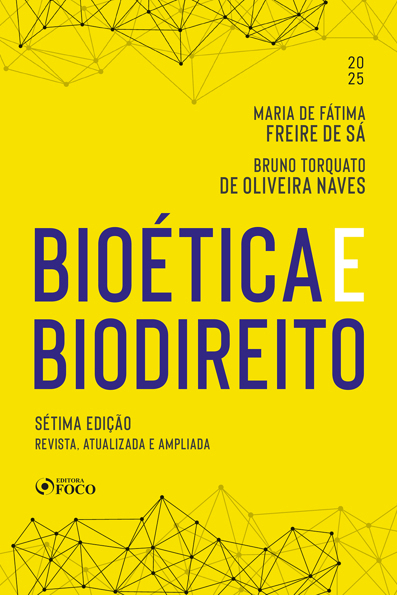 20
25
MARIA DE FÁTIMA
FREIRE DE SÁ
BRUNO TORQUATO
DE OLIVEIRA NAVES
BIOÉTICA E
BIODIREITO
SÉTIMA EDIÇÃO
REVISTA, ATUALIZADA E AMPLIADA
EDITORA
FOCO